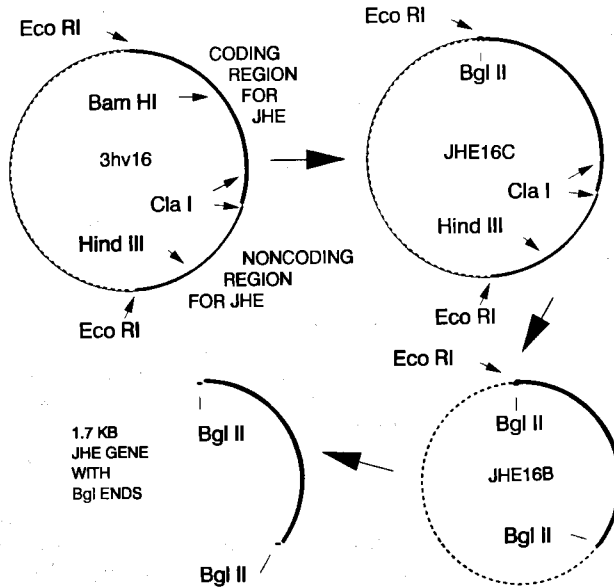 Eco RI
CODING
REGION
FOR
JHE
Bam HI
3hv16
Cla I
Hind III
NONCODING
REGION
FOR JHE
Eco RI
Eco RI
Bgl II
JHE16C
Cla I
Hind III
Eco RI
Eco RI
Bgl II
JHE16B
Bgl II
1.7 KB
JHE GENE
WITH
Bgl ENDS
Bgl II
Bgl II